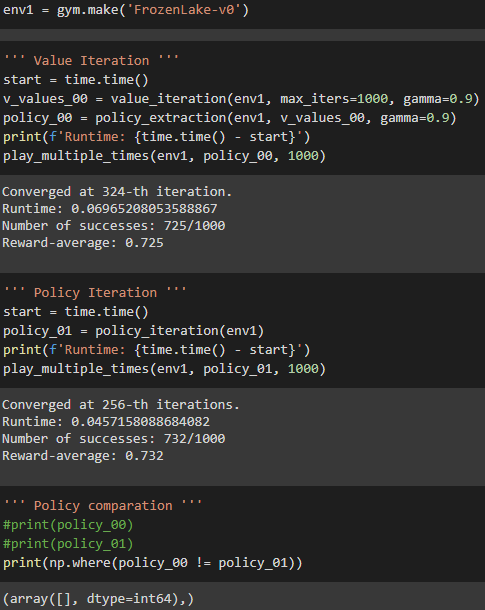 env1 = gym.make('FrozenLake-v0')
''' Value Iteration '''
start = time.time()
v_values_00 = value_iteration(env1, max_iters=1000, gamma=0.9)
policy_00 = policy_extraction(env1, v_values_00, gamma=0.9)
print(f'Runtime: {time.time() - start}')
play_multiple_times(env1, policy_00, 1000)
Converged at 324-th iteration.
Runtime: 0.06965208053588867
Number of successes: 725/1000
Reward-average: 0.725
''' Policy Iteration '''
start = time.time()
policy_01 = policy_iteration(env1)
print(f'Runtime: {time.time() - start}')
play_multiple_times(env1, policy_01, 1000)
Converged at 256-th iterations.
Runtime: 0.0457158088684082
Number of successes: 732/1000
Reward-average: 0.732
''' Policy comparation '''
#print(policy_00)
#print(policy_01)
print(np.where(policy_00 != policy_01))
(array([], dtype=int64),)